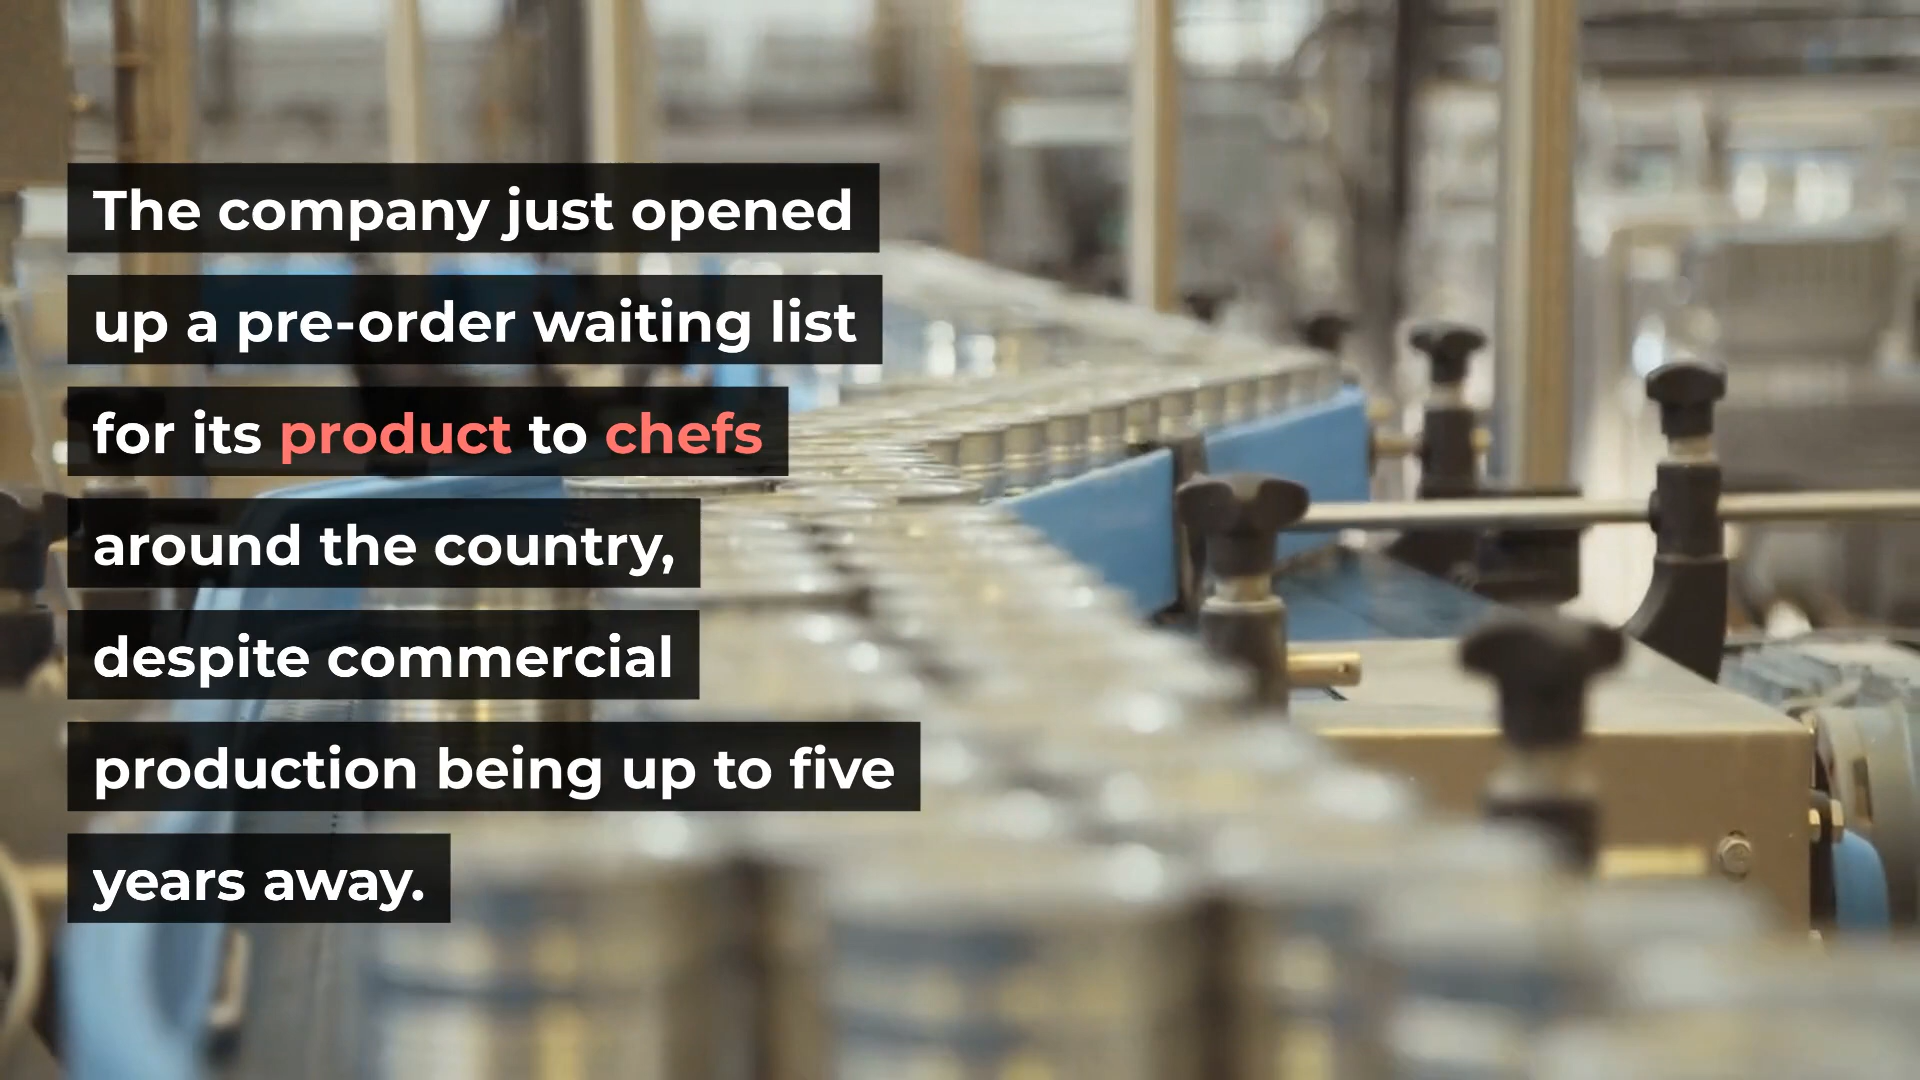 The company just opened
up a pre-order waiting list
for its product to chefs
around the country,
despite commercial
production being up to five
years away.